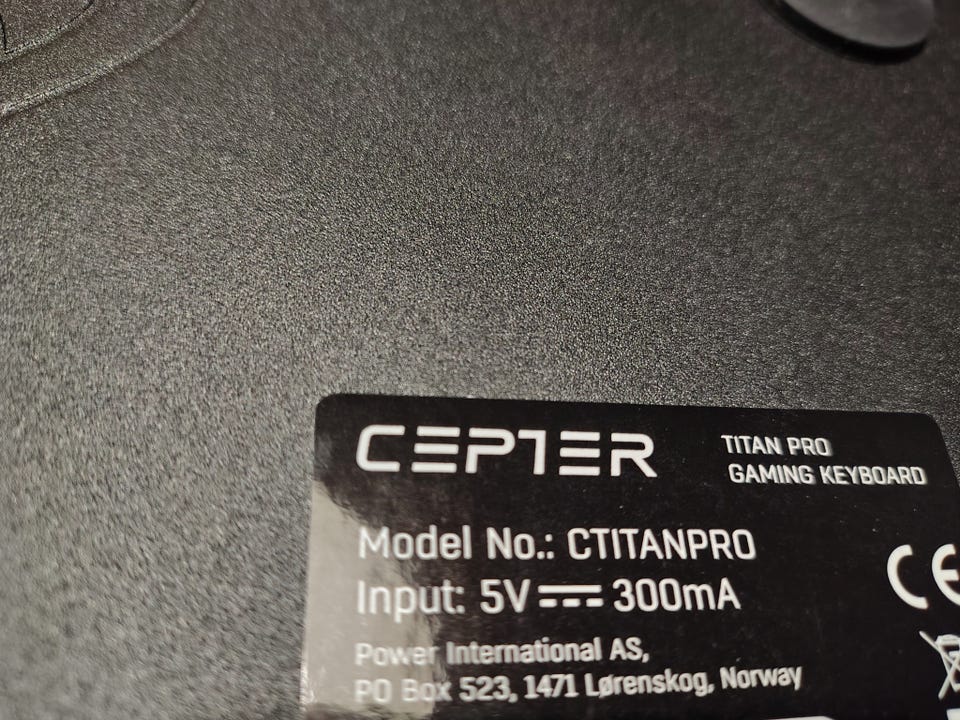 CEPTER
TITAN PRO
GAMING KEYBOARD
Model No.: CTITANPRO
Input: 5V ⎓ 300mA
Power International AS,
PO Box 523, 1471 Lørenskog, Norway
CE